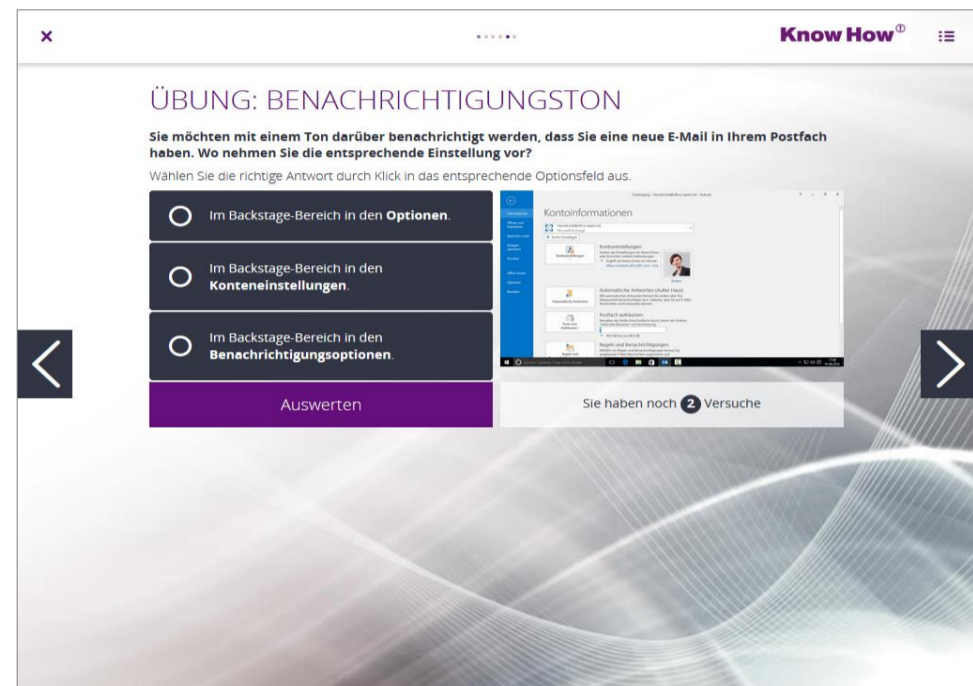 ×
Know How
ÜBUNG: BENACHRICHTIGUNGSTON
Sie möchten mit einem Ton darüber benachrichtigt werden, dass Sie eine neue E-Mail in Ihrem Postfach
haben. Wo nehmen Sie die entsprechende Einstellung vor?
Wählen Sie die richtige Antwort durch Klick in das entsprechende Optionsfeld aus.
Im Backstage-Bereich in den Optionen.
Im Backstage-Bereich in den
Konteneinstellungen.
Im Backstage-Bereich in den
Benachrichtigungsoptionen.
Kontoinformationen
Kontoeinstellungen
Automatische Antworten (Außer Haus)
Postfach aufräumen
Regeln und Benachrichtigungen
Auswerten
Sie haben noch 2 Versuche